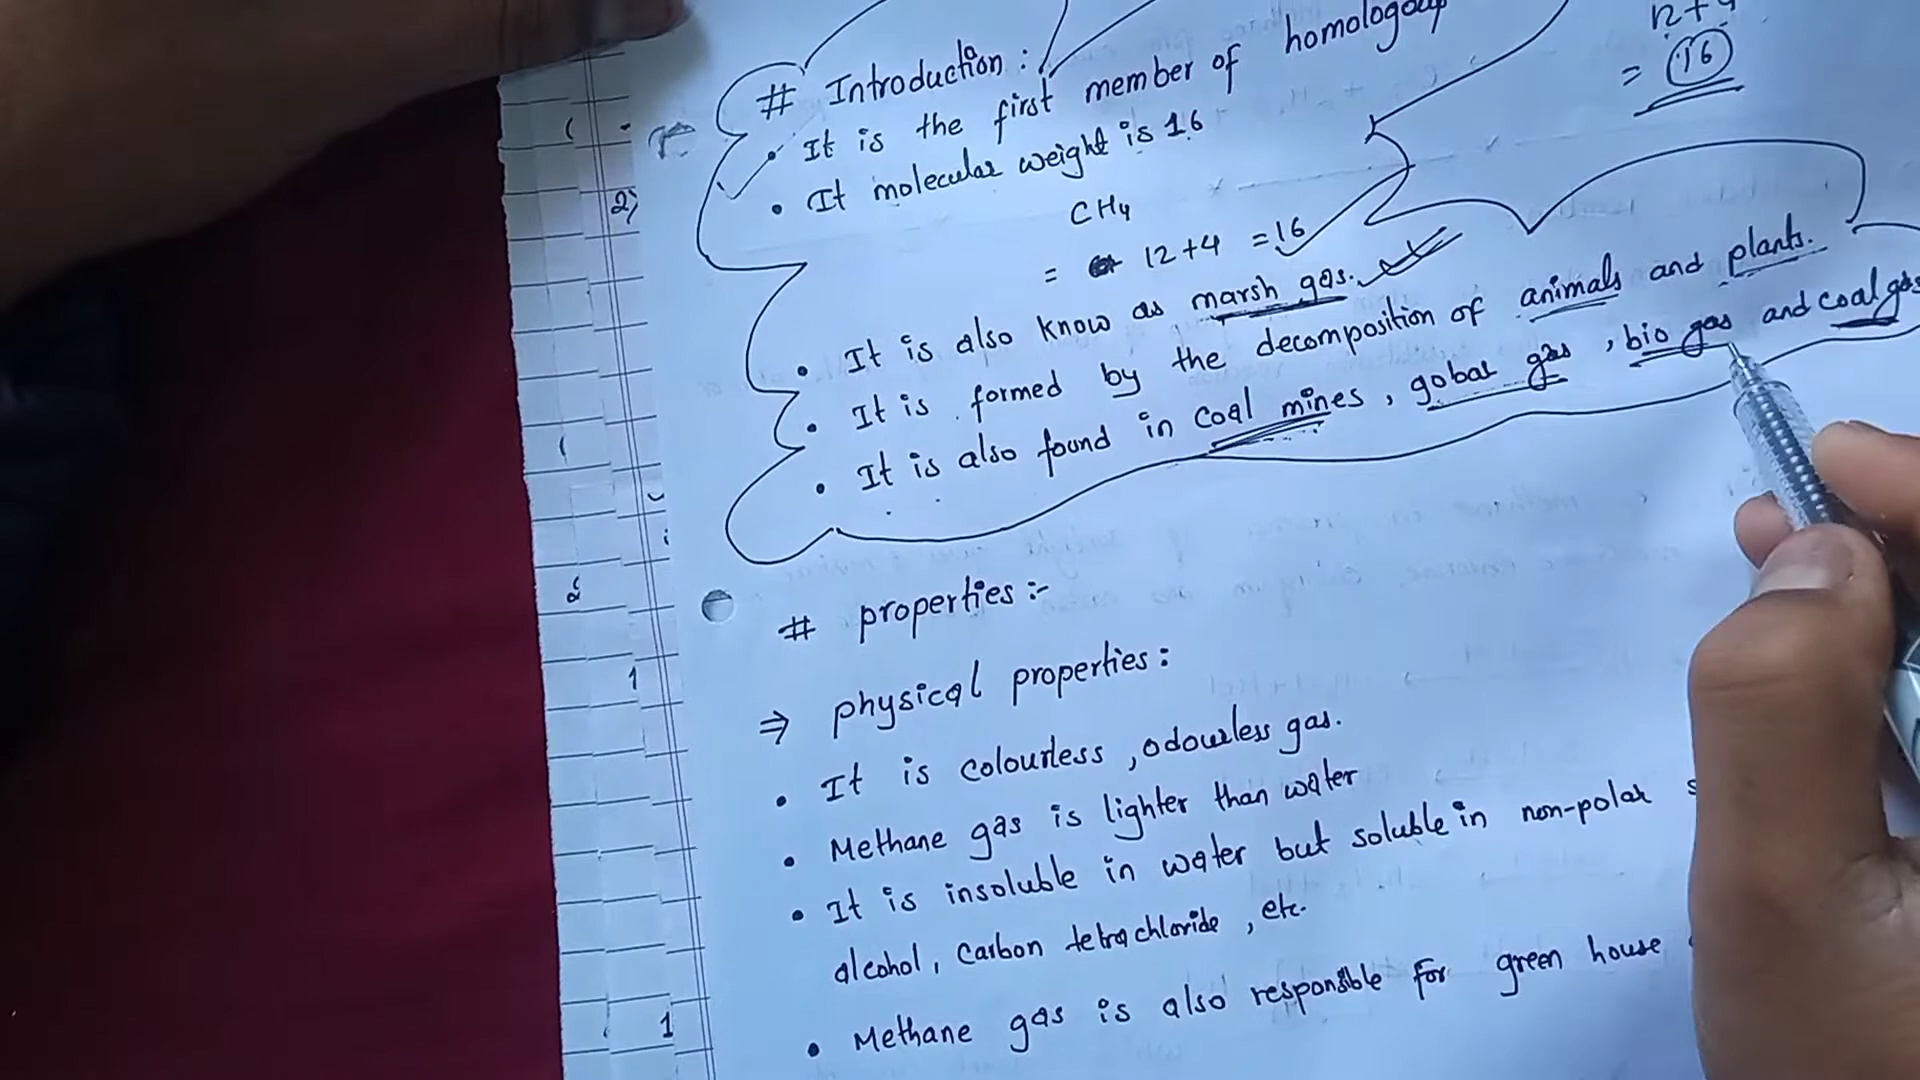 n+4
= 16
# Introduction :
• It is the first member of homologoup
• It molecular weight is 16
CH4
= 12+4 =16
• It is also know as marsh gas.
• It is formed by the decomposition of animals and plants.
• It is also found in coal mines, gobar gas, bio gas and coal gas
# properties :-
⇒ physical properties :
• It is colourless, odourless gas.
• Methane gas is lighter than water
• It is insoluble in water but soluble in non-polar s
alcohol, carbon tetrachloride, etc.
• Methane gas is also responsible for green house
2)
1
1